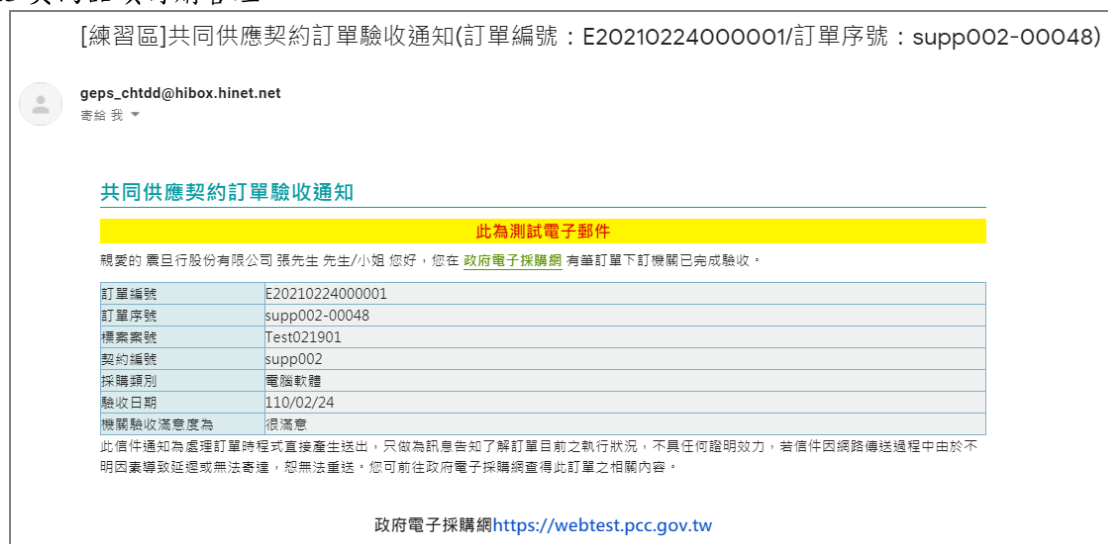 [練習區]共同供應契約訂單驗收通知(訂單編號：E20210224000001/訂單序號：supp002-00048)
geps_chtdd@hibox.hinet.net
寄給 我
共同供應契約訂單驗收通知
此為測試電子郵件
親愛的 震旦行股份有限公司 張先生 先生/小姐 您好，您在 政府電子採購網 有筆訂單下訂機關已完成驗收。
訂單編號 E20210224000001
訂單序號 supp002-00048
標案案號 Test021901
契約編號 supp002
採購類別 電腦軟體
驗收日期 110/02/24
機關驗收滿意度為 很滿意
此信件通知為處理訂單時程式直接產生送出，只做為訊息告知了解訂單目前之執行狀況，不具任何證明效力，若信件因網路傳送過程中由於不
明因素導致延遲或無法寄達，恕無法重送。您可前往政府電子採購網查得此訂單之相關內容。
政府電子採購網https://webtest.pcc.gov.tw